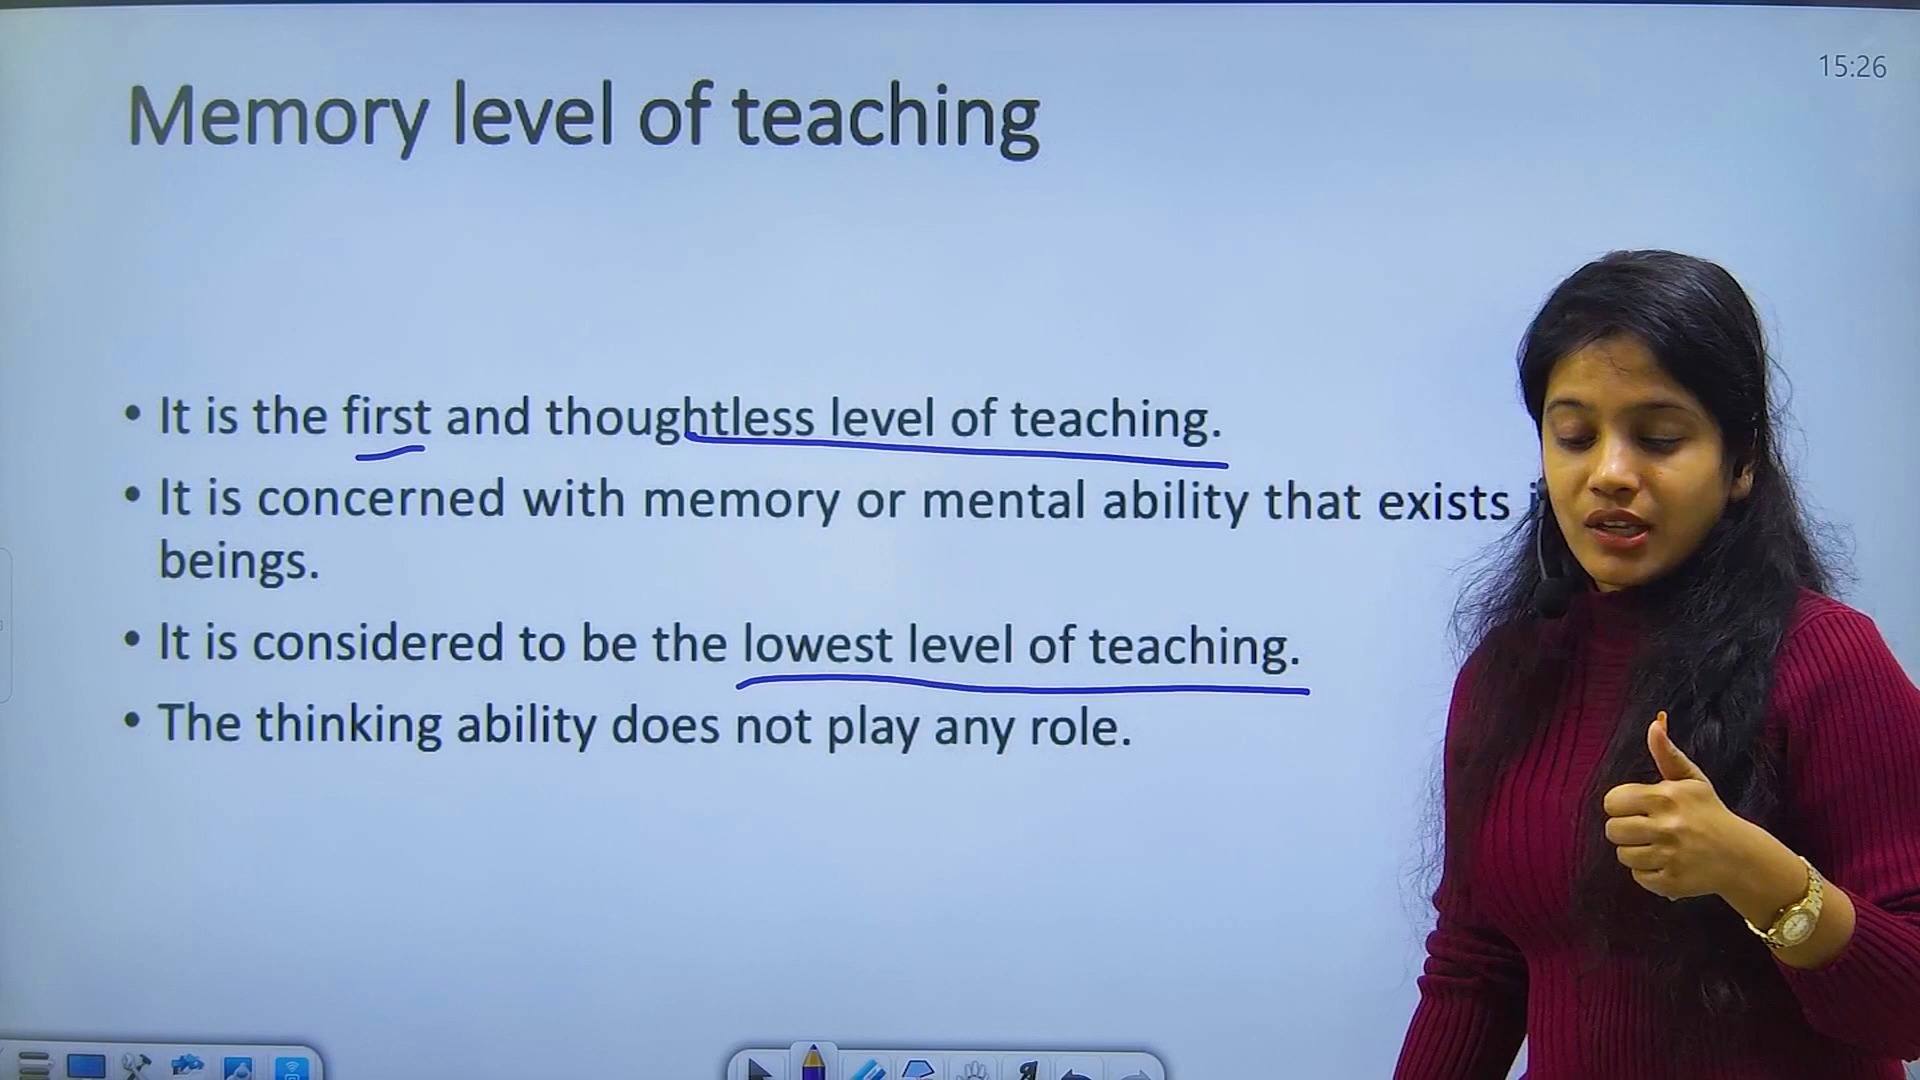 15:26
Memory level of teaching
• It is the first and thoughtless level of teaching.
• It is concerned with memory or mental ability that exists
beings.
• It is considered to be the lowest level of teaching.
• The thinking ability does not play any role.